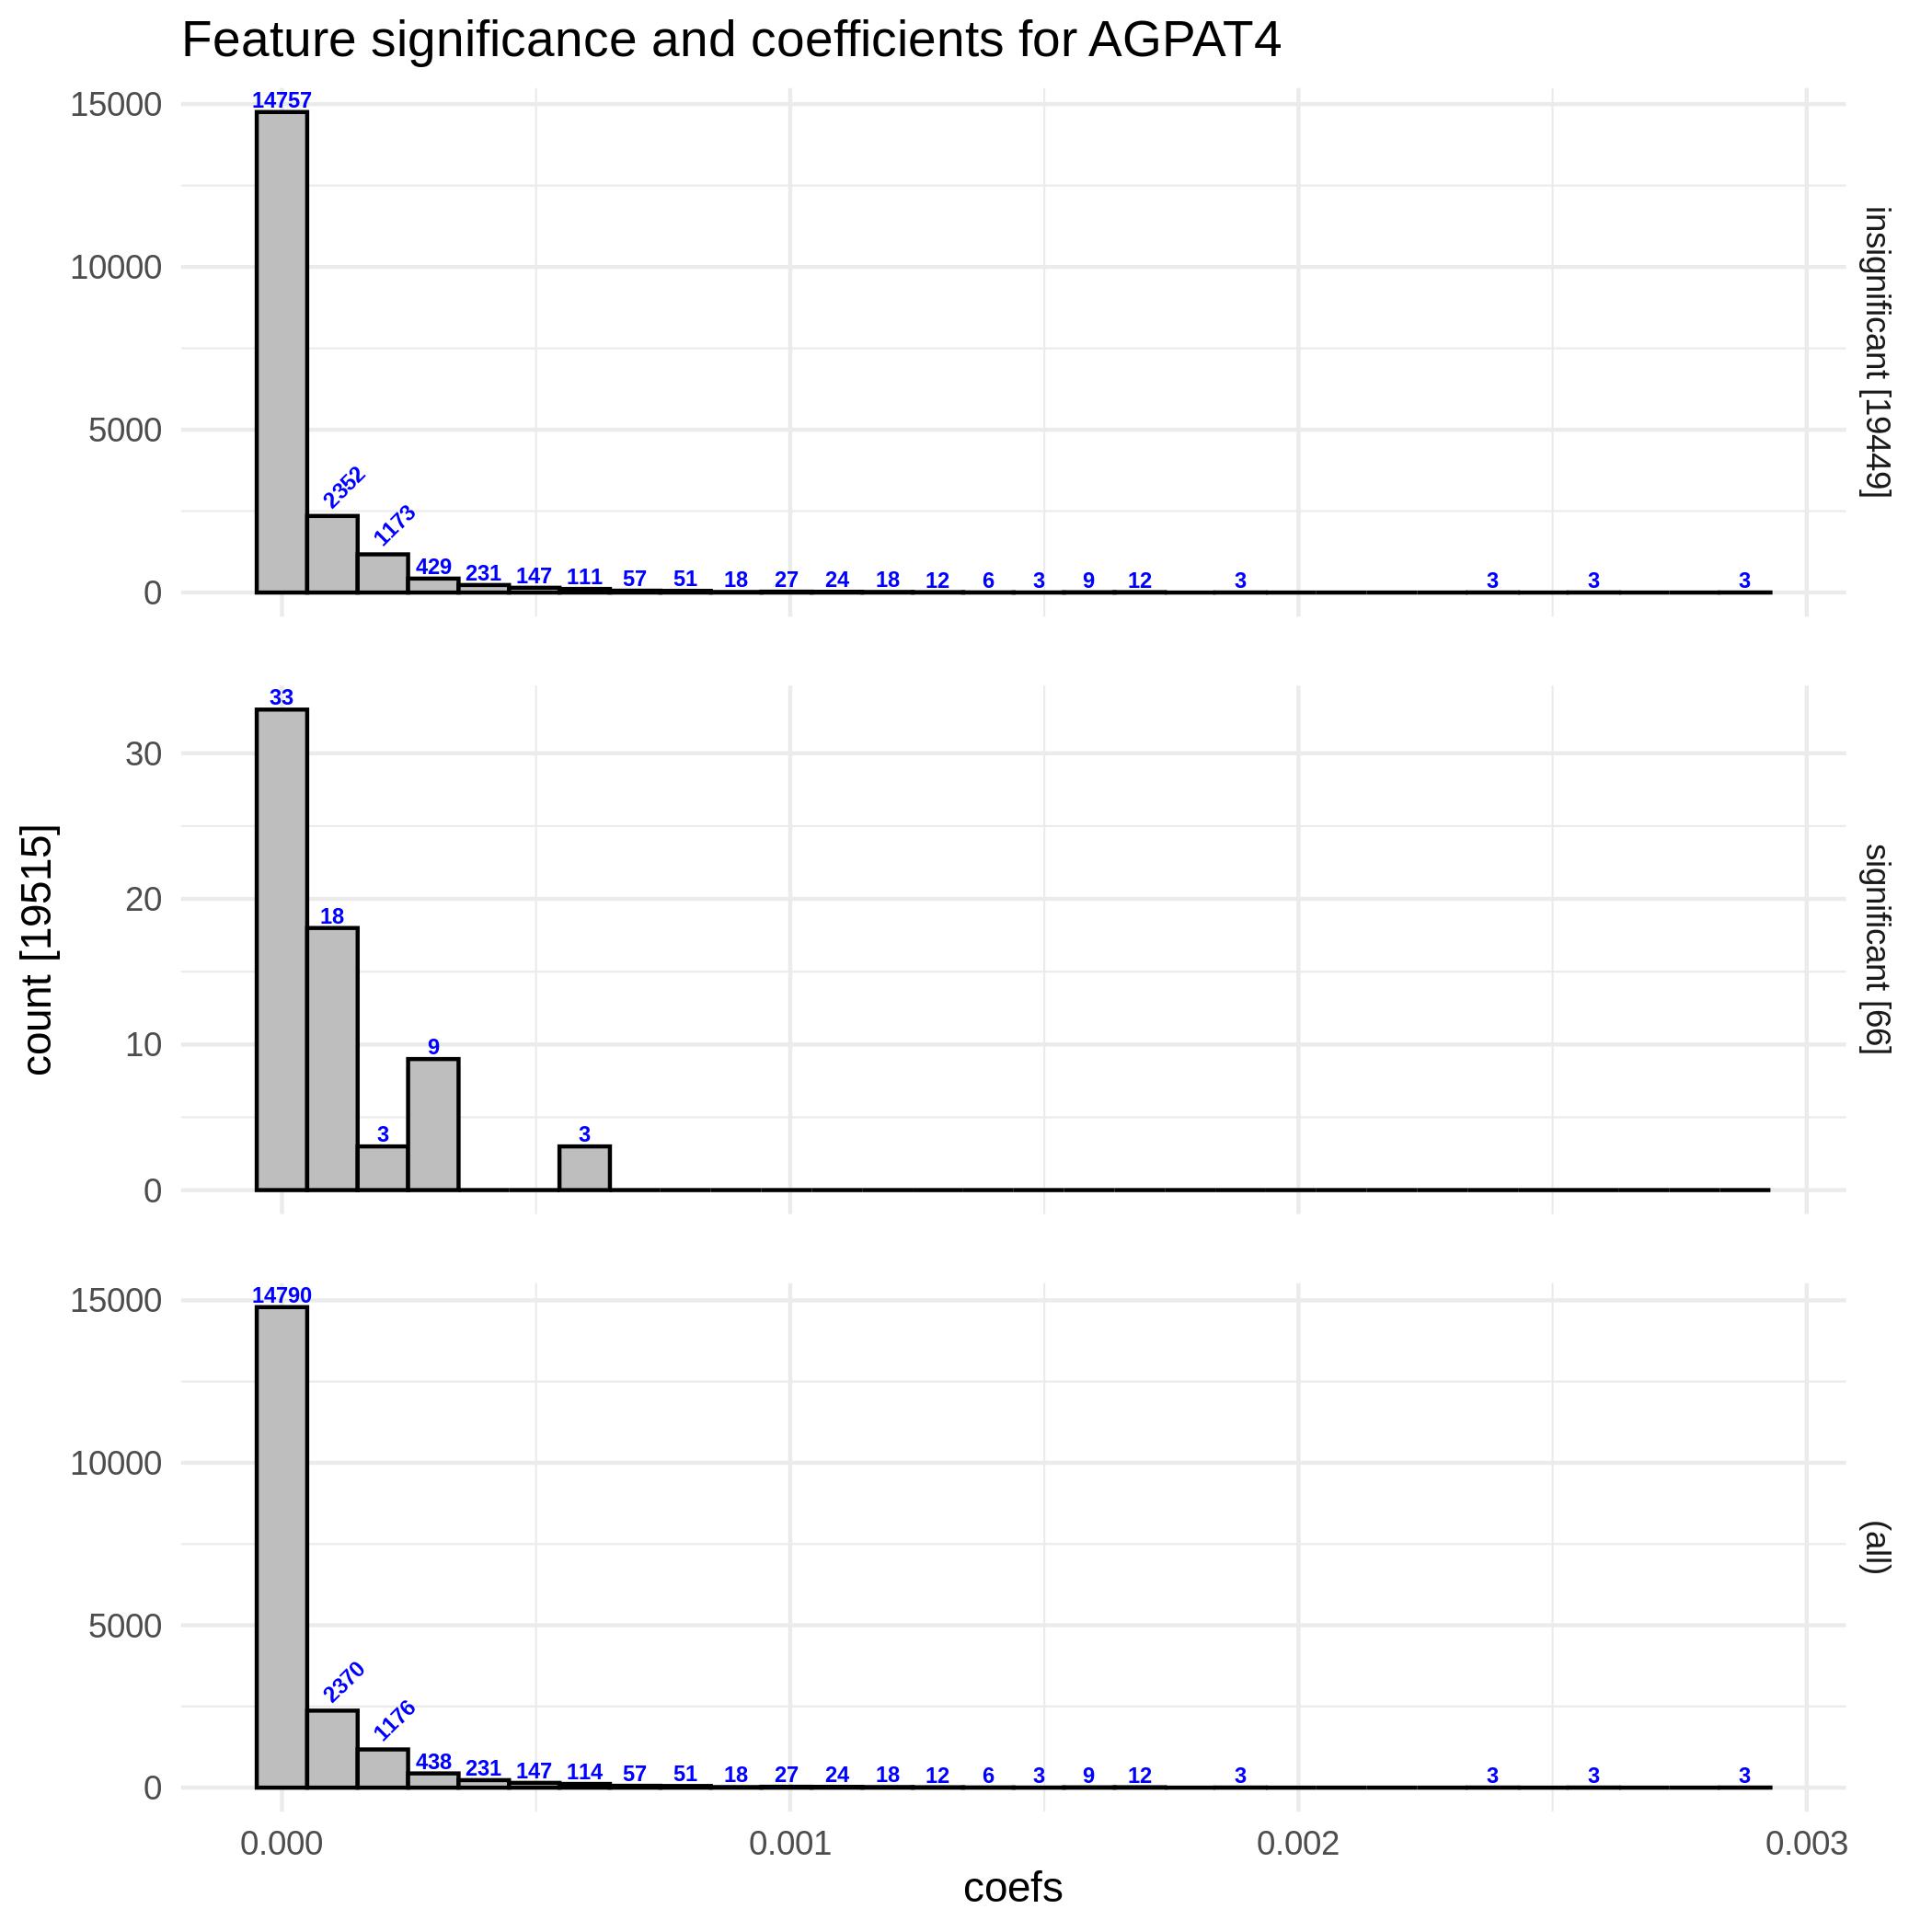 Feature significance and coefficients for AGPAT4
count [19515]
15000
10000
5000
0
14757
2352
1173
429 231 147 111 57 51 18 27 24 18 12 6 3 9 12 3 3 3 3
insignificant [19449]
30
20
10
0
33
18
3
9
3
significant [66]
15000
10000
5000
0
14790
2370
1176
438 231 147 114 57 51 18 27 24 18 12 6 3 9 12 3 3 3 3
(all)
0.000 0.001 0.002 0.003
coefs